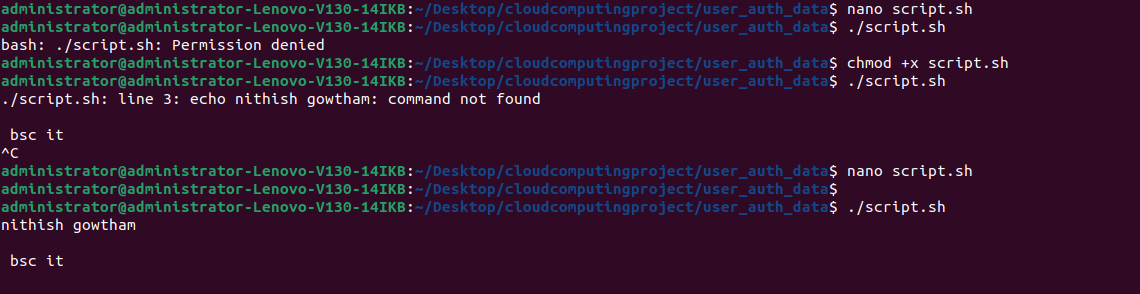 administrator@administrator-Lenovo-V130-14IKB:~/Desktop/cloudcomputingproject/user_auth_data$ nano script.sh
administrator@administrator-Lenovo-V130-14IKB:~/Desktop/cloudcomputingproject/user_auth_data$ ./script.sh
bash: ./script.sh: Permission denied
administrator@administrator-Lenovo-V130-14IKB:~/Desktop/cloudcomputingproject/user_auth_data$ chmod +x script.sh
administrator@administrator-Lenovo-V130-14IKB:~/Desktop/cloudcomputingproject/user_auth_data$ ./script.sh
./script.sh: line 3: echo nithish gowtham: command not found
bsc it
^C
administrator@administrator-Lenovo-V130-14IKB:~/Desktop/cloudcomputingproject/user_auth_data$ nano script.sh
administrator@administrator-Lenovo-V130-14IKB:~/Desktop/cloudcomputingproject/user_auth_data$
administrator@administrator-Lenovo-V130-14IKB:~/Desktop/cloudcomputingproject/user_auth_data$ ./script.sh
nithish gowtham
bsc it